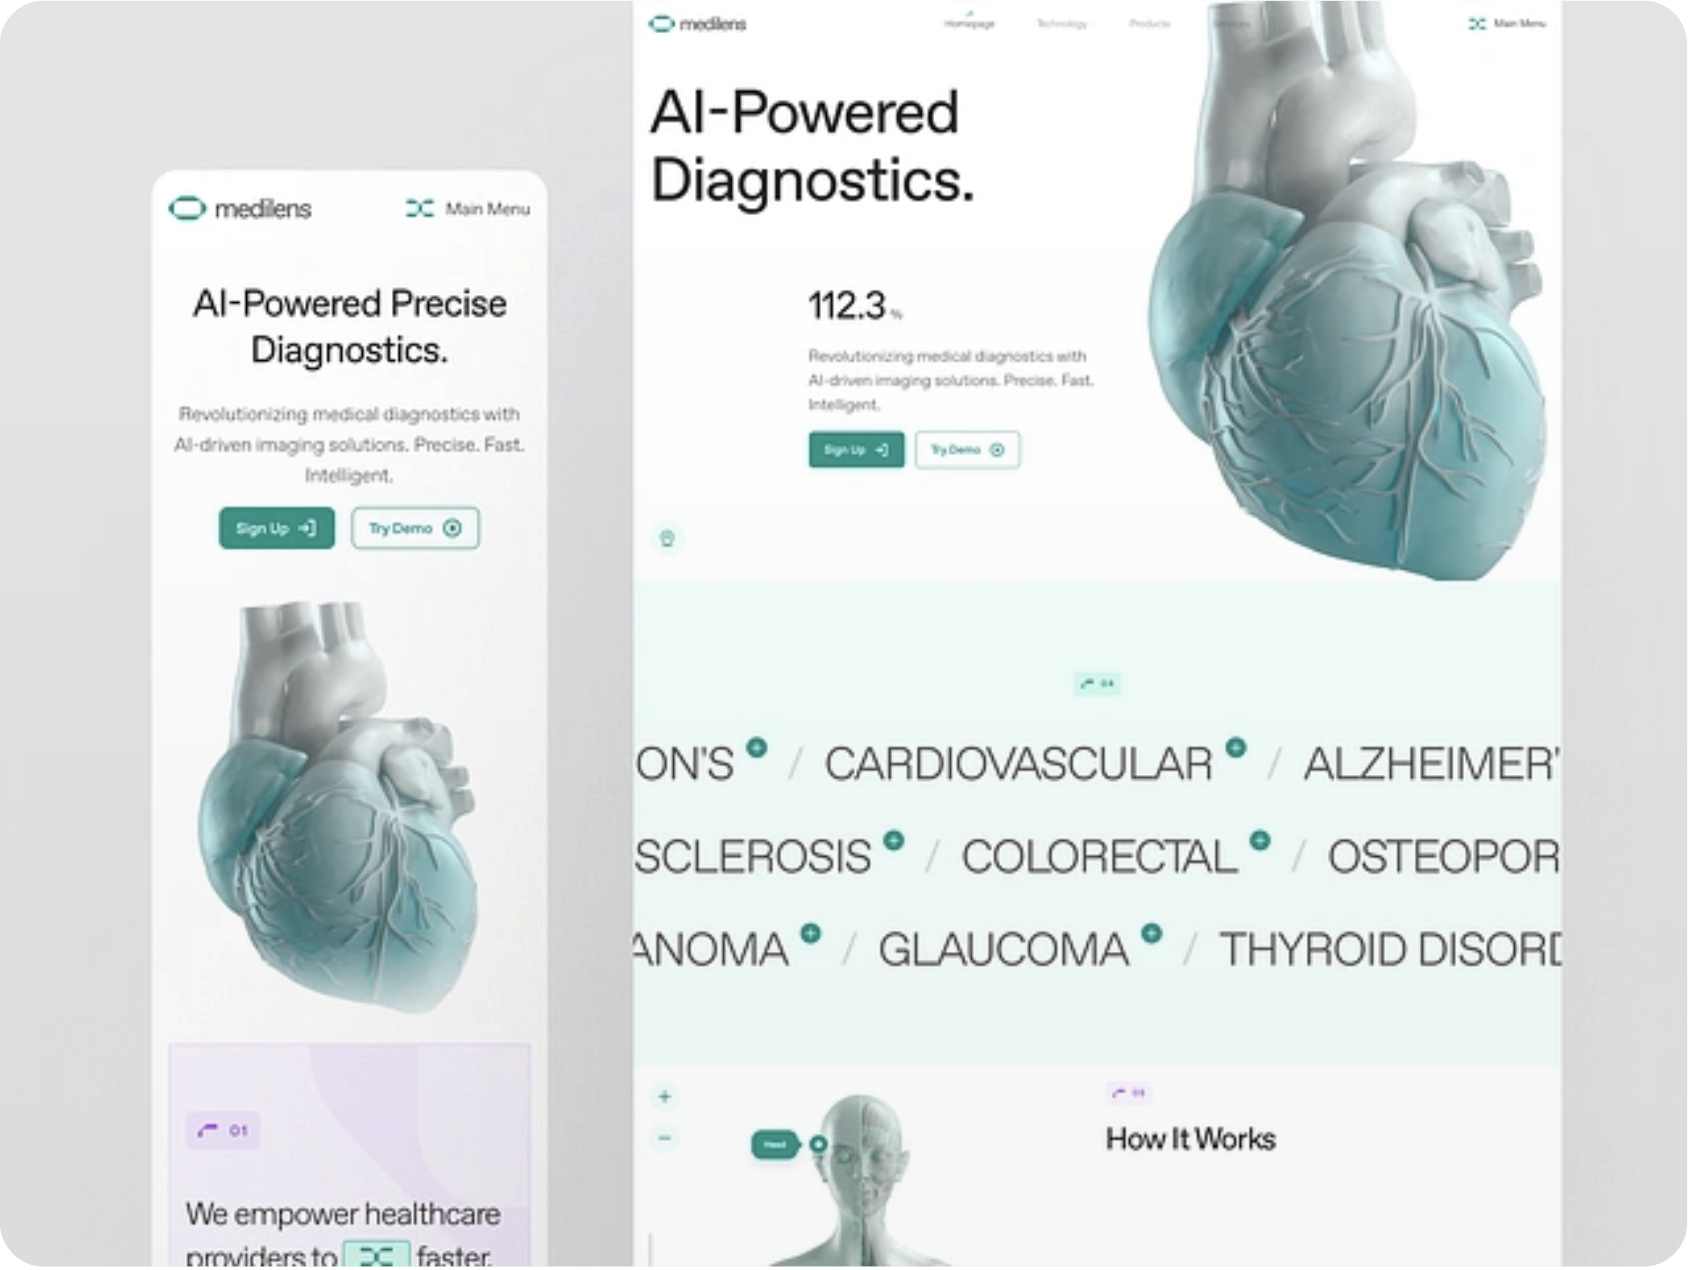 medilens
Main Menu
AI-Powered Precise
Diagnostics.
Revolutionizing medical diagnostics with
AI-driven imaging solutions. Precise. Fast.
Intelligent.
Sign Up
Try Demo
01
We empower healthcare
providers to faster,
medilens
Homepage
Technology
Products
Main Menu
AI-Powered
Diagnostics.
112.3 %
Revolutionizing medical diagnostics with
AI-driven imaging solutions. Precise. Fast.
Intelligent.
Sign Up
Try Demo
04
ON'S / CARDIOVASCULAR / ALZHEIMER'
SCLEROSIS / COLORECTAL / OSTEOPOR
ANOMA / GLAUCOMA / THYROID DISORD
Head
How It Works